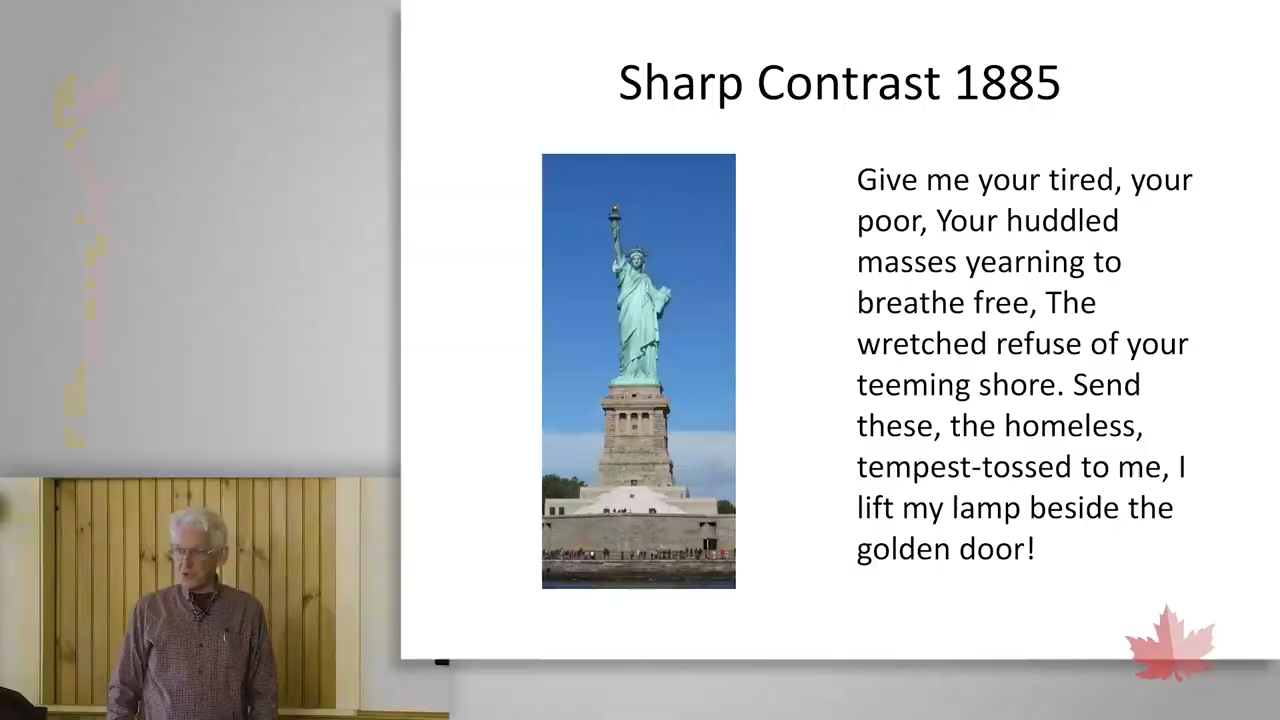 Sharp Contrast 1885
Give me your tired, your
poor, Your huddled
masses yearning to
breathe free, The
wretched refuse of your
teeming shore. Send
these, the homeless,
tempest-tossed to me, I
lift my lamp beside the
golden door!